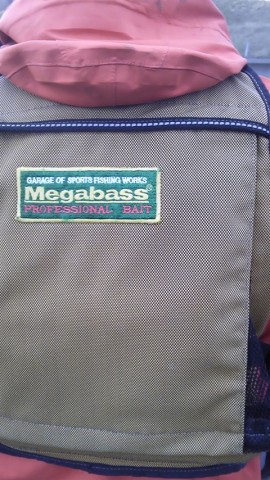 GARAGE OF SPORTS FISHING WORKS
Megabass®
PROFESSIONAL BAIT